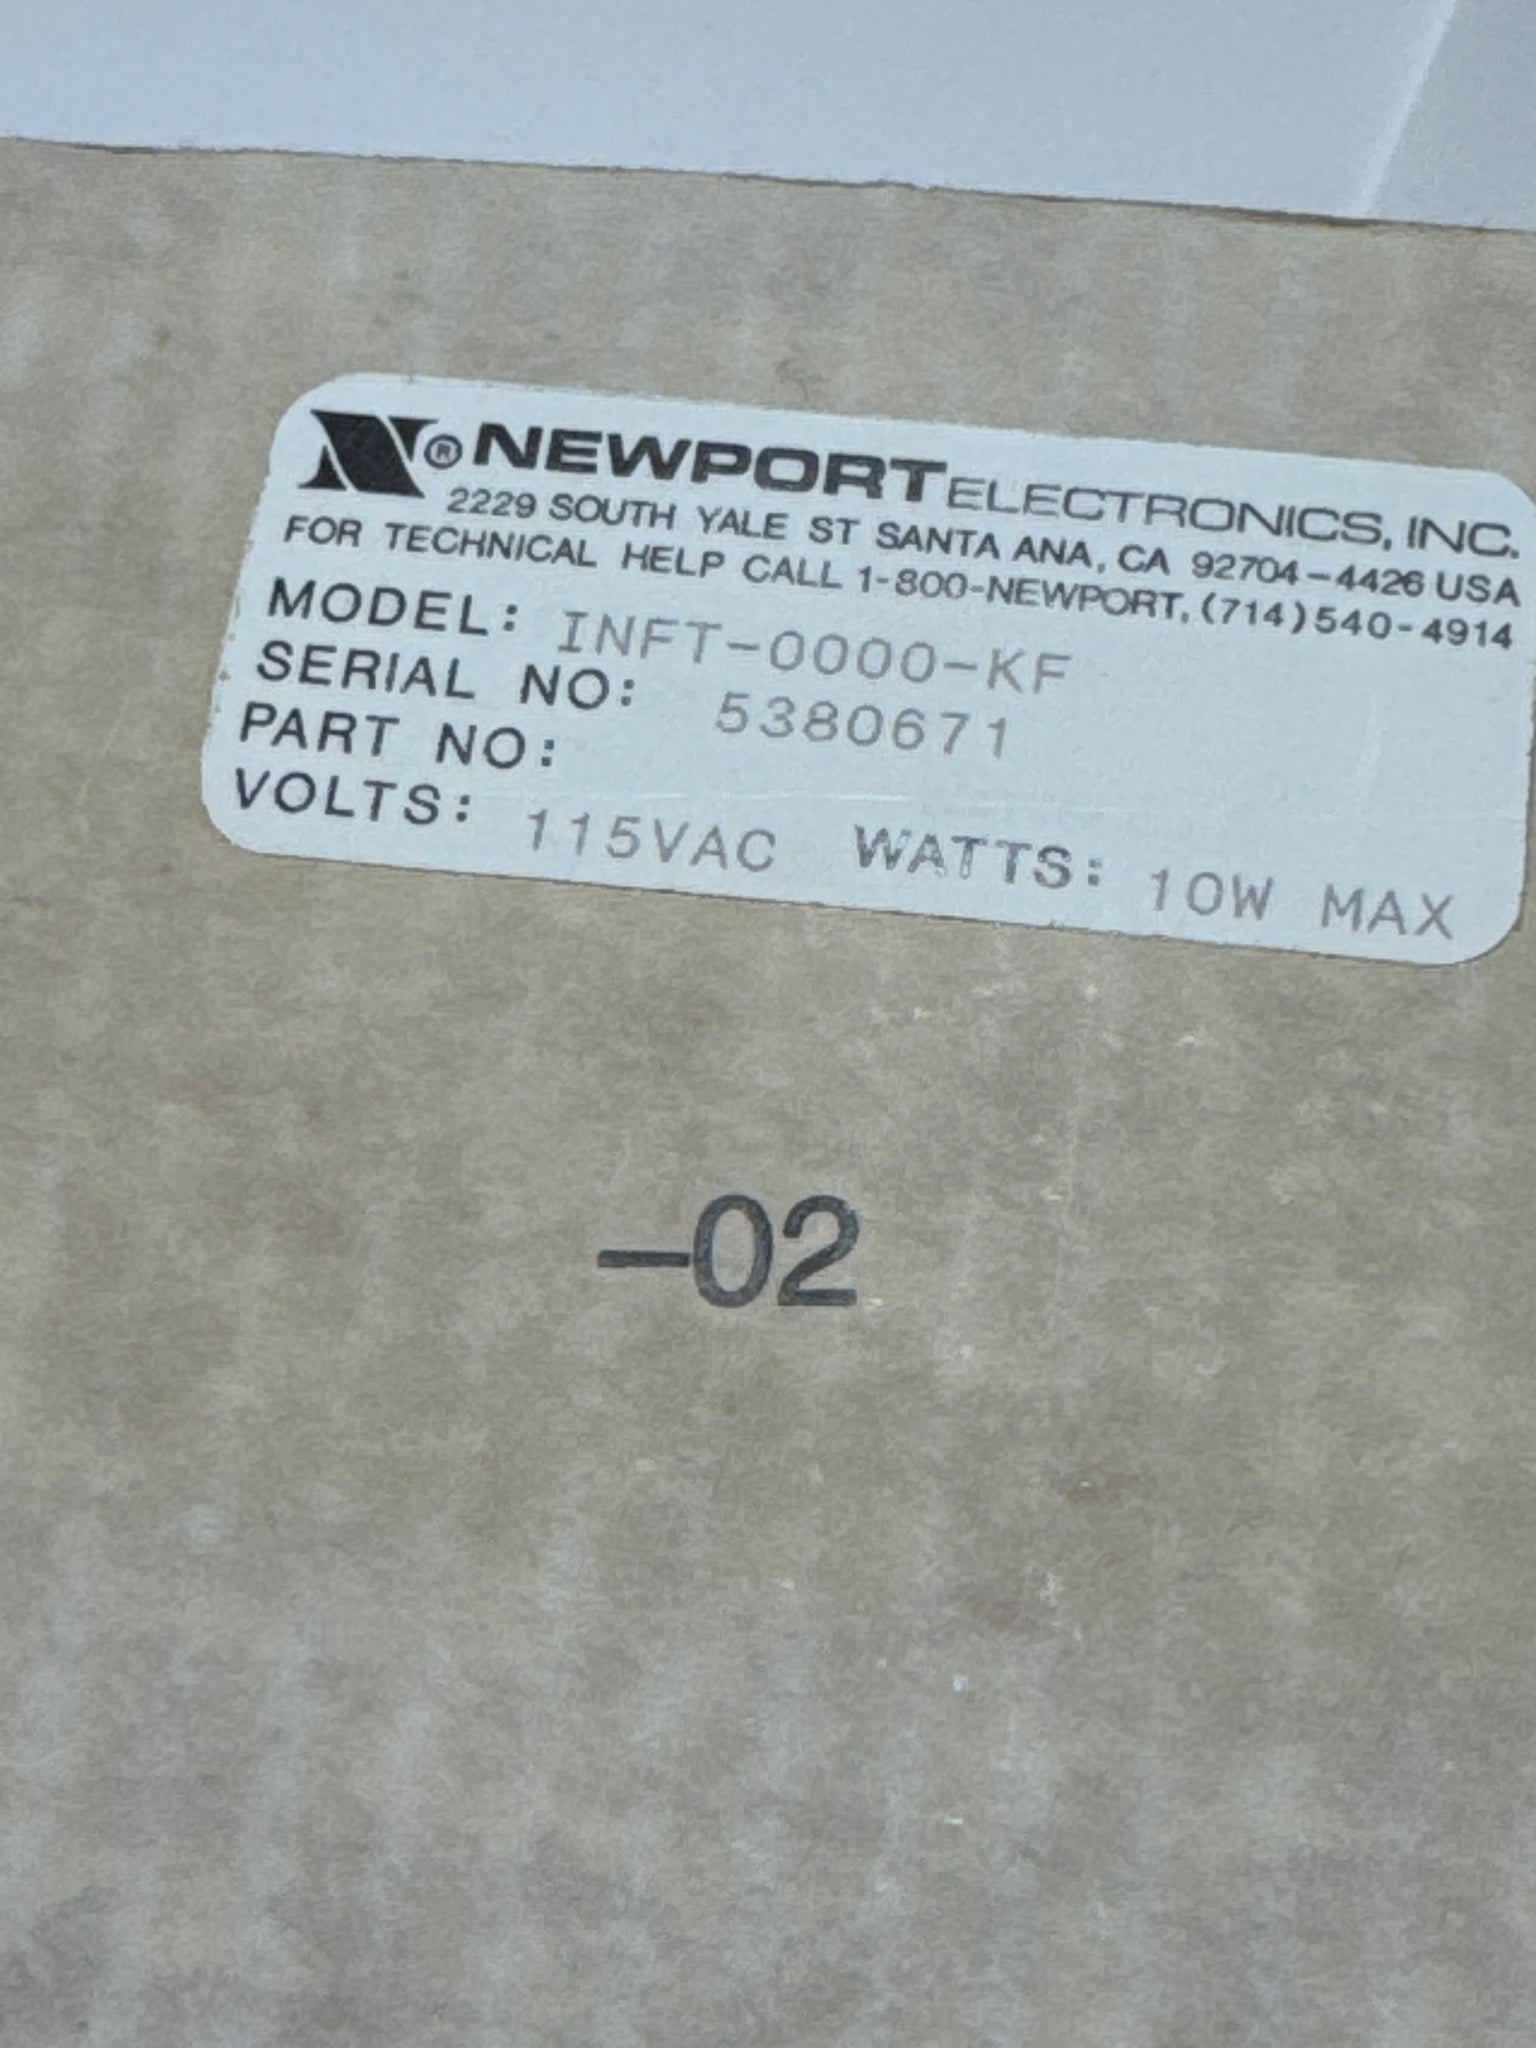 ® NEWPORT ELECTRONICS, INC.
2229 SOUTH YALE ST SANTA ANA, CA 92704-4426 USA
FOR TECHNICAL HELP CALL 1-800-NEWPORT, (714) 540-4914
MODEL: INFT-0000-KF
SERIAL NO: 5380671
PART NO:
VOLTS: 115VAC WATTS: 10W MAX
-02